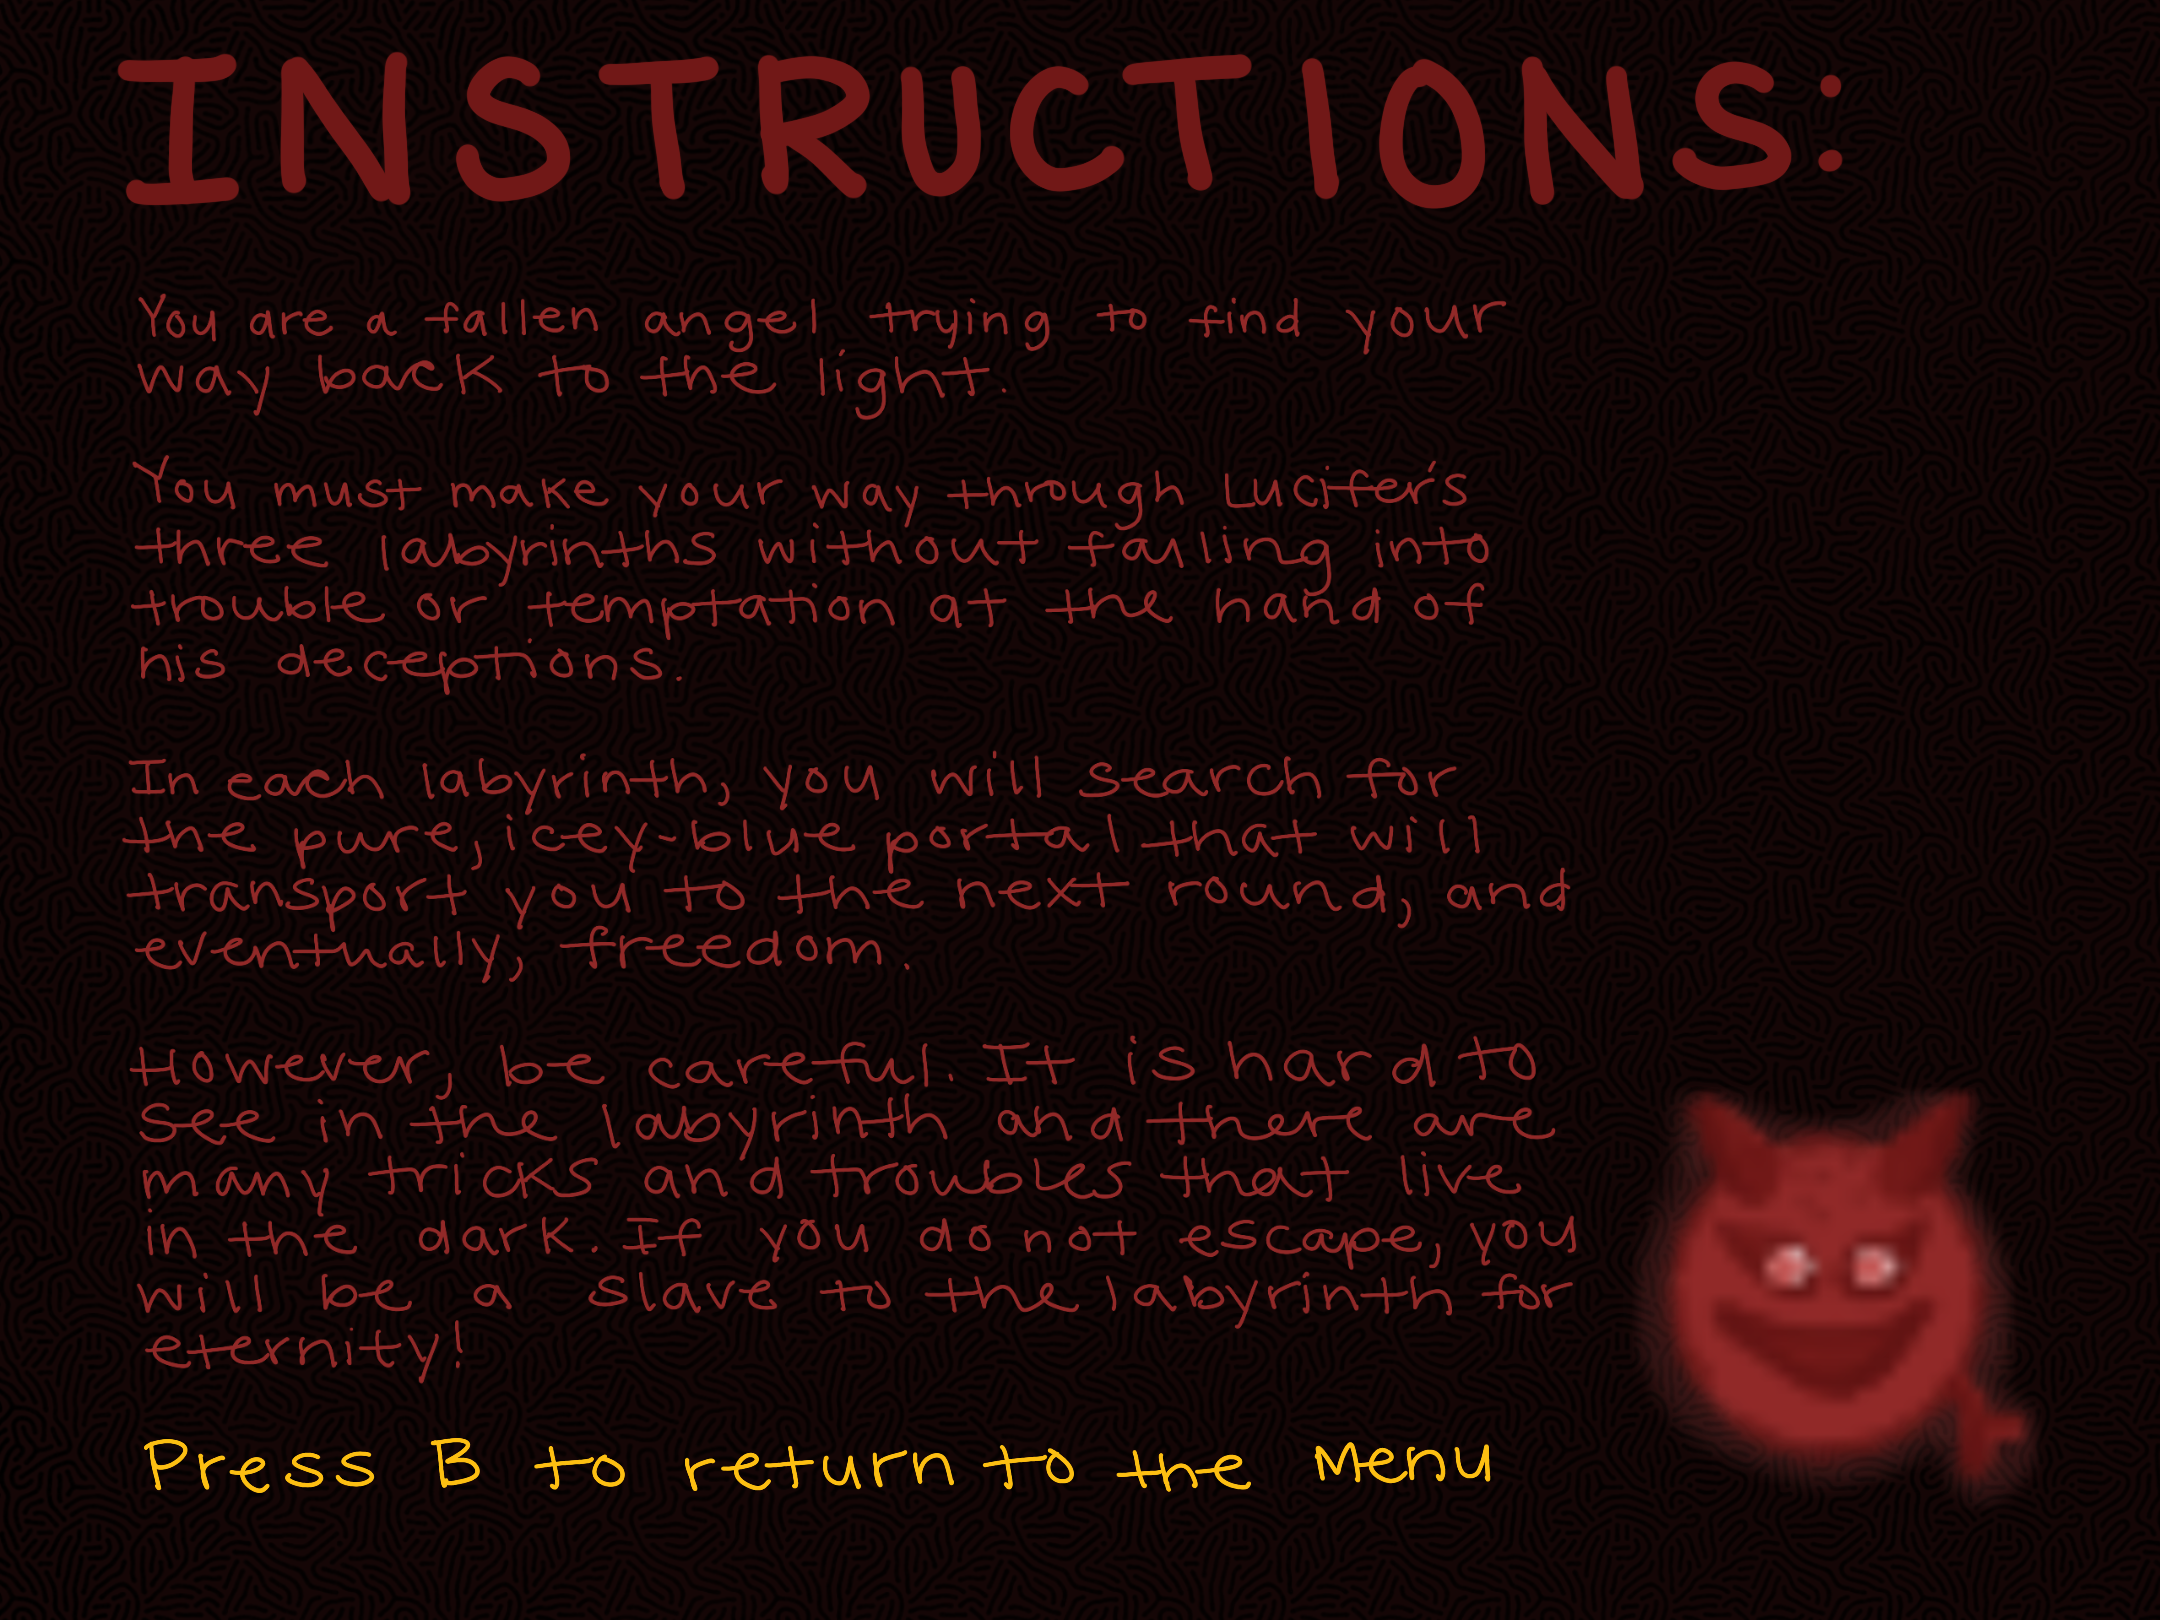 INSTRUCTIONS:
You are a fallen angel trying to find your
way back to the light.
You must make your way through Lucifer's
three labyrinths without falling into
trouble or temptation at the hand of
his deceptions.
In each labyrinth, you will search for
the pure, icey-blue portal that will
transport you to the next round, and
eventually, freedom.
However, be careful. It is hard to
see in the labyrinth and there are
many tricks and troubles that live
in the dark. If you do not escape, you
will be a slave to the labyrinth for
eternity!
Press B to return to the Menu